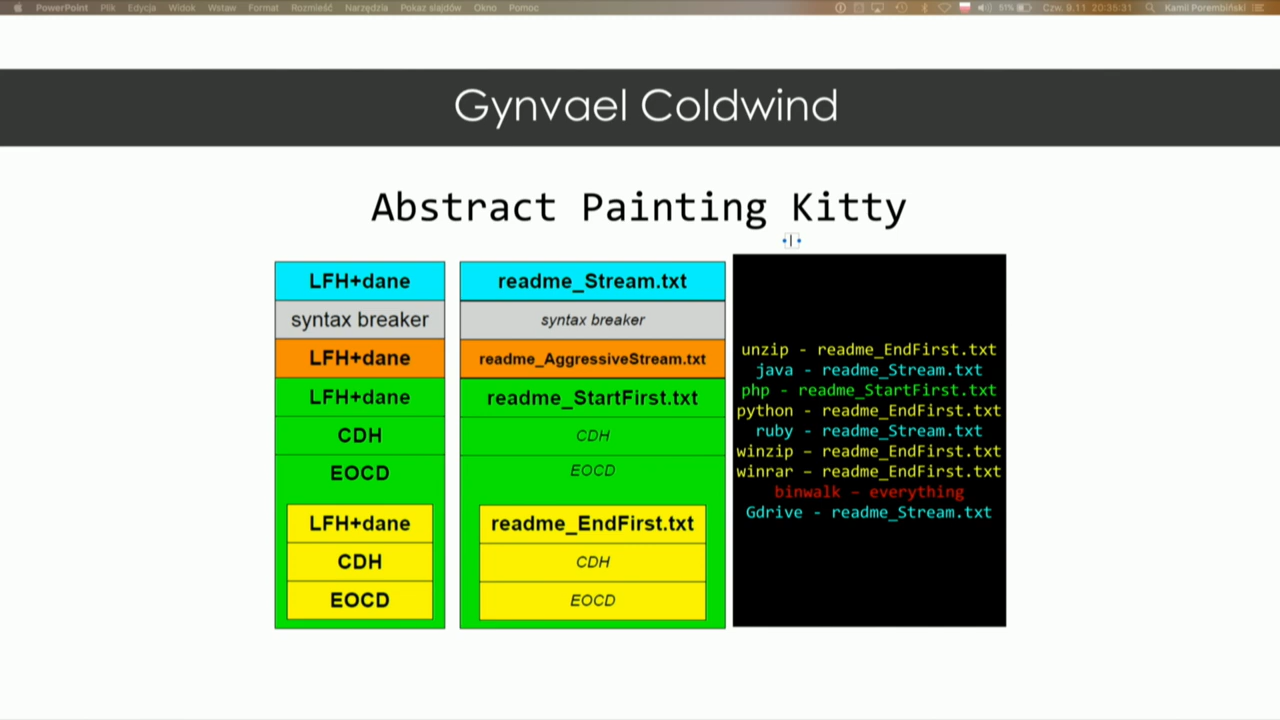 PowerPoint Plik Edycja Widok Wstaw Format Rozmieść Narzędzia Pokaz slajdów Okno Pomoc 51% Czw. 9.11 20:35:31 Kamil Porembiński
Gynvael Coldwind
Abstract Painting Kitty
LFH+dane
syntax breaker
LFH+dane
LFH+dane
CDH
EOCD
LFH+dane
CDH
EOCD
readme_Stream.txt
syntax breaker
readme_AggressiveStream.txt
readme_StartFirst.txt
CDH
EOCD
readme_EndFirst.txt
CDH
EOCD
unzip - readme_EndFirst.txt
java - readme_Stream.txt
php - readme_StartFirst.txt
python - readme_EndFirst.txt
ruby - readme_Stream.txt
winzip – readme_EndFirst.txt
winrar – readme_EndFirst.txt
binwalk – everything
Gdrive - readme_Stream.txt